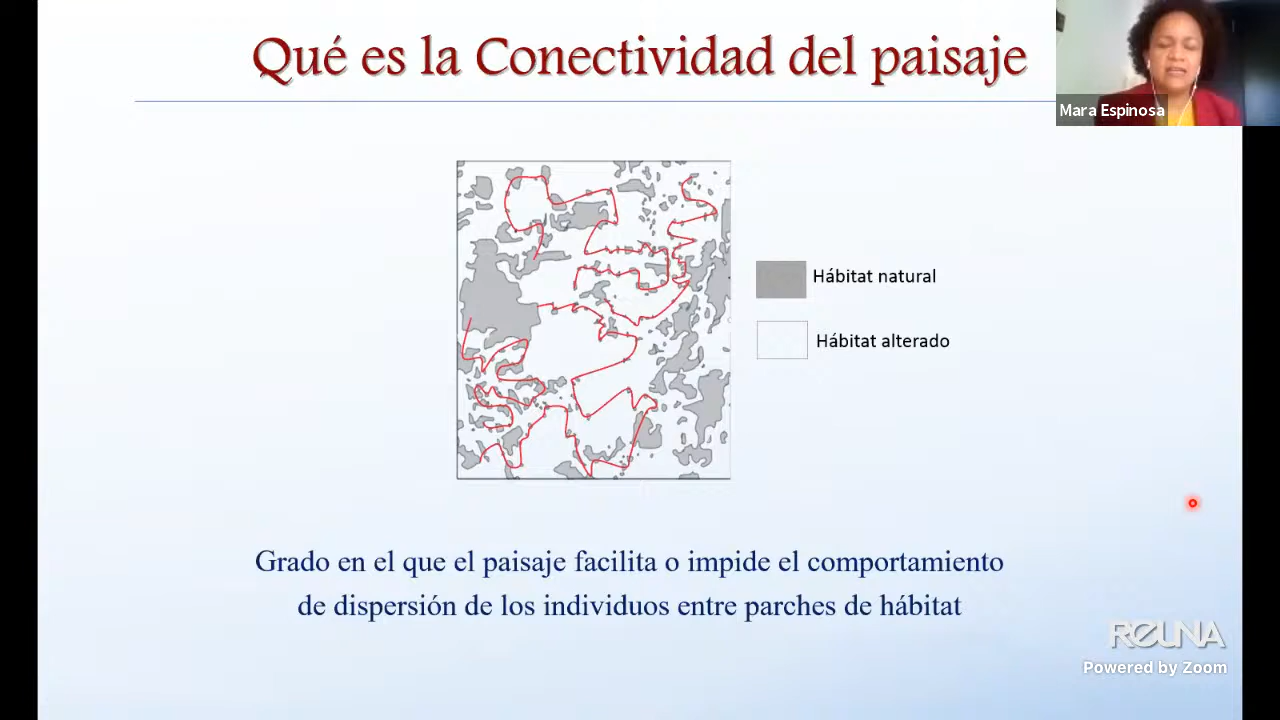 Qué es la Conectividad del paisaje
Mara Espinosa
Hábitat natural
Hábitat alterado
Grado en el que el paisaje facilita o impide el comportamiento
de dispersión de los individuos entre parches de hábitat
REUNA
Powered by Zoom